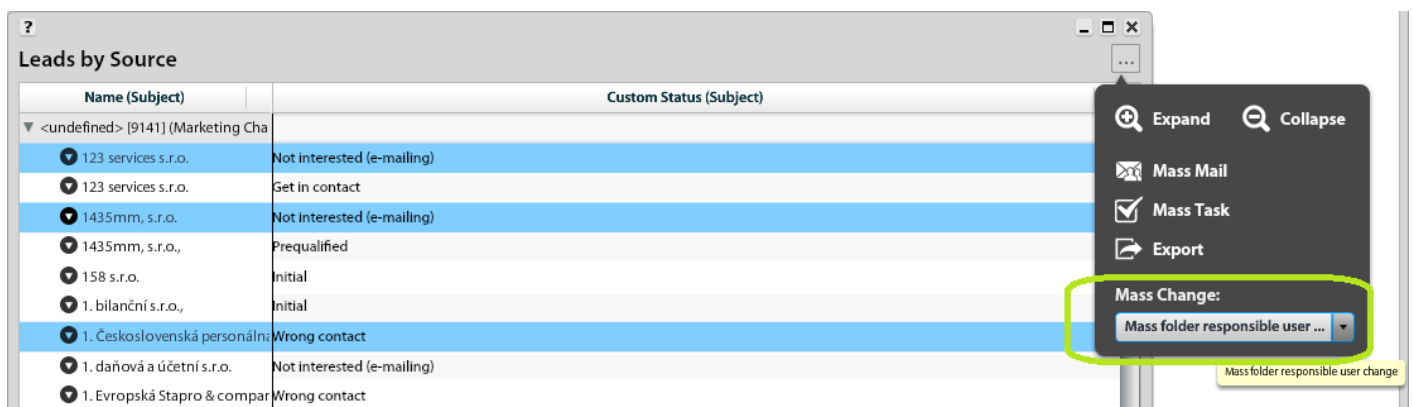 ?
Leads by Source
...
Name (Subject) Custom Status (Subject)
<undefined> [9141] (Marketing Cha
123 services s.r.o. Not interested (e-mailing)
123 services s.r.o. Get in contact
1435mm, s.r.o. Not interested (e-mailing)
1435mm, s.r.o., Prequalified
158 s.r.o. Initial
1. bilanční s.r.o., Initial
1. Československá personálna Wrong contact
1. daňová a účetní s.r.o. Not interested (e-mailing)
1. Evropská Stapro & compar Wrong contact
Expand Collapse
Mass Mail
Mass Task
Export
Mass Change:
Mass folder responsible user ...
Mass folder responsible user change